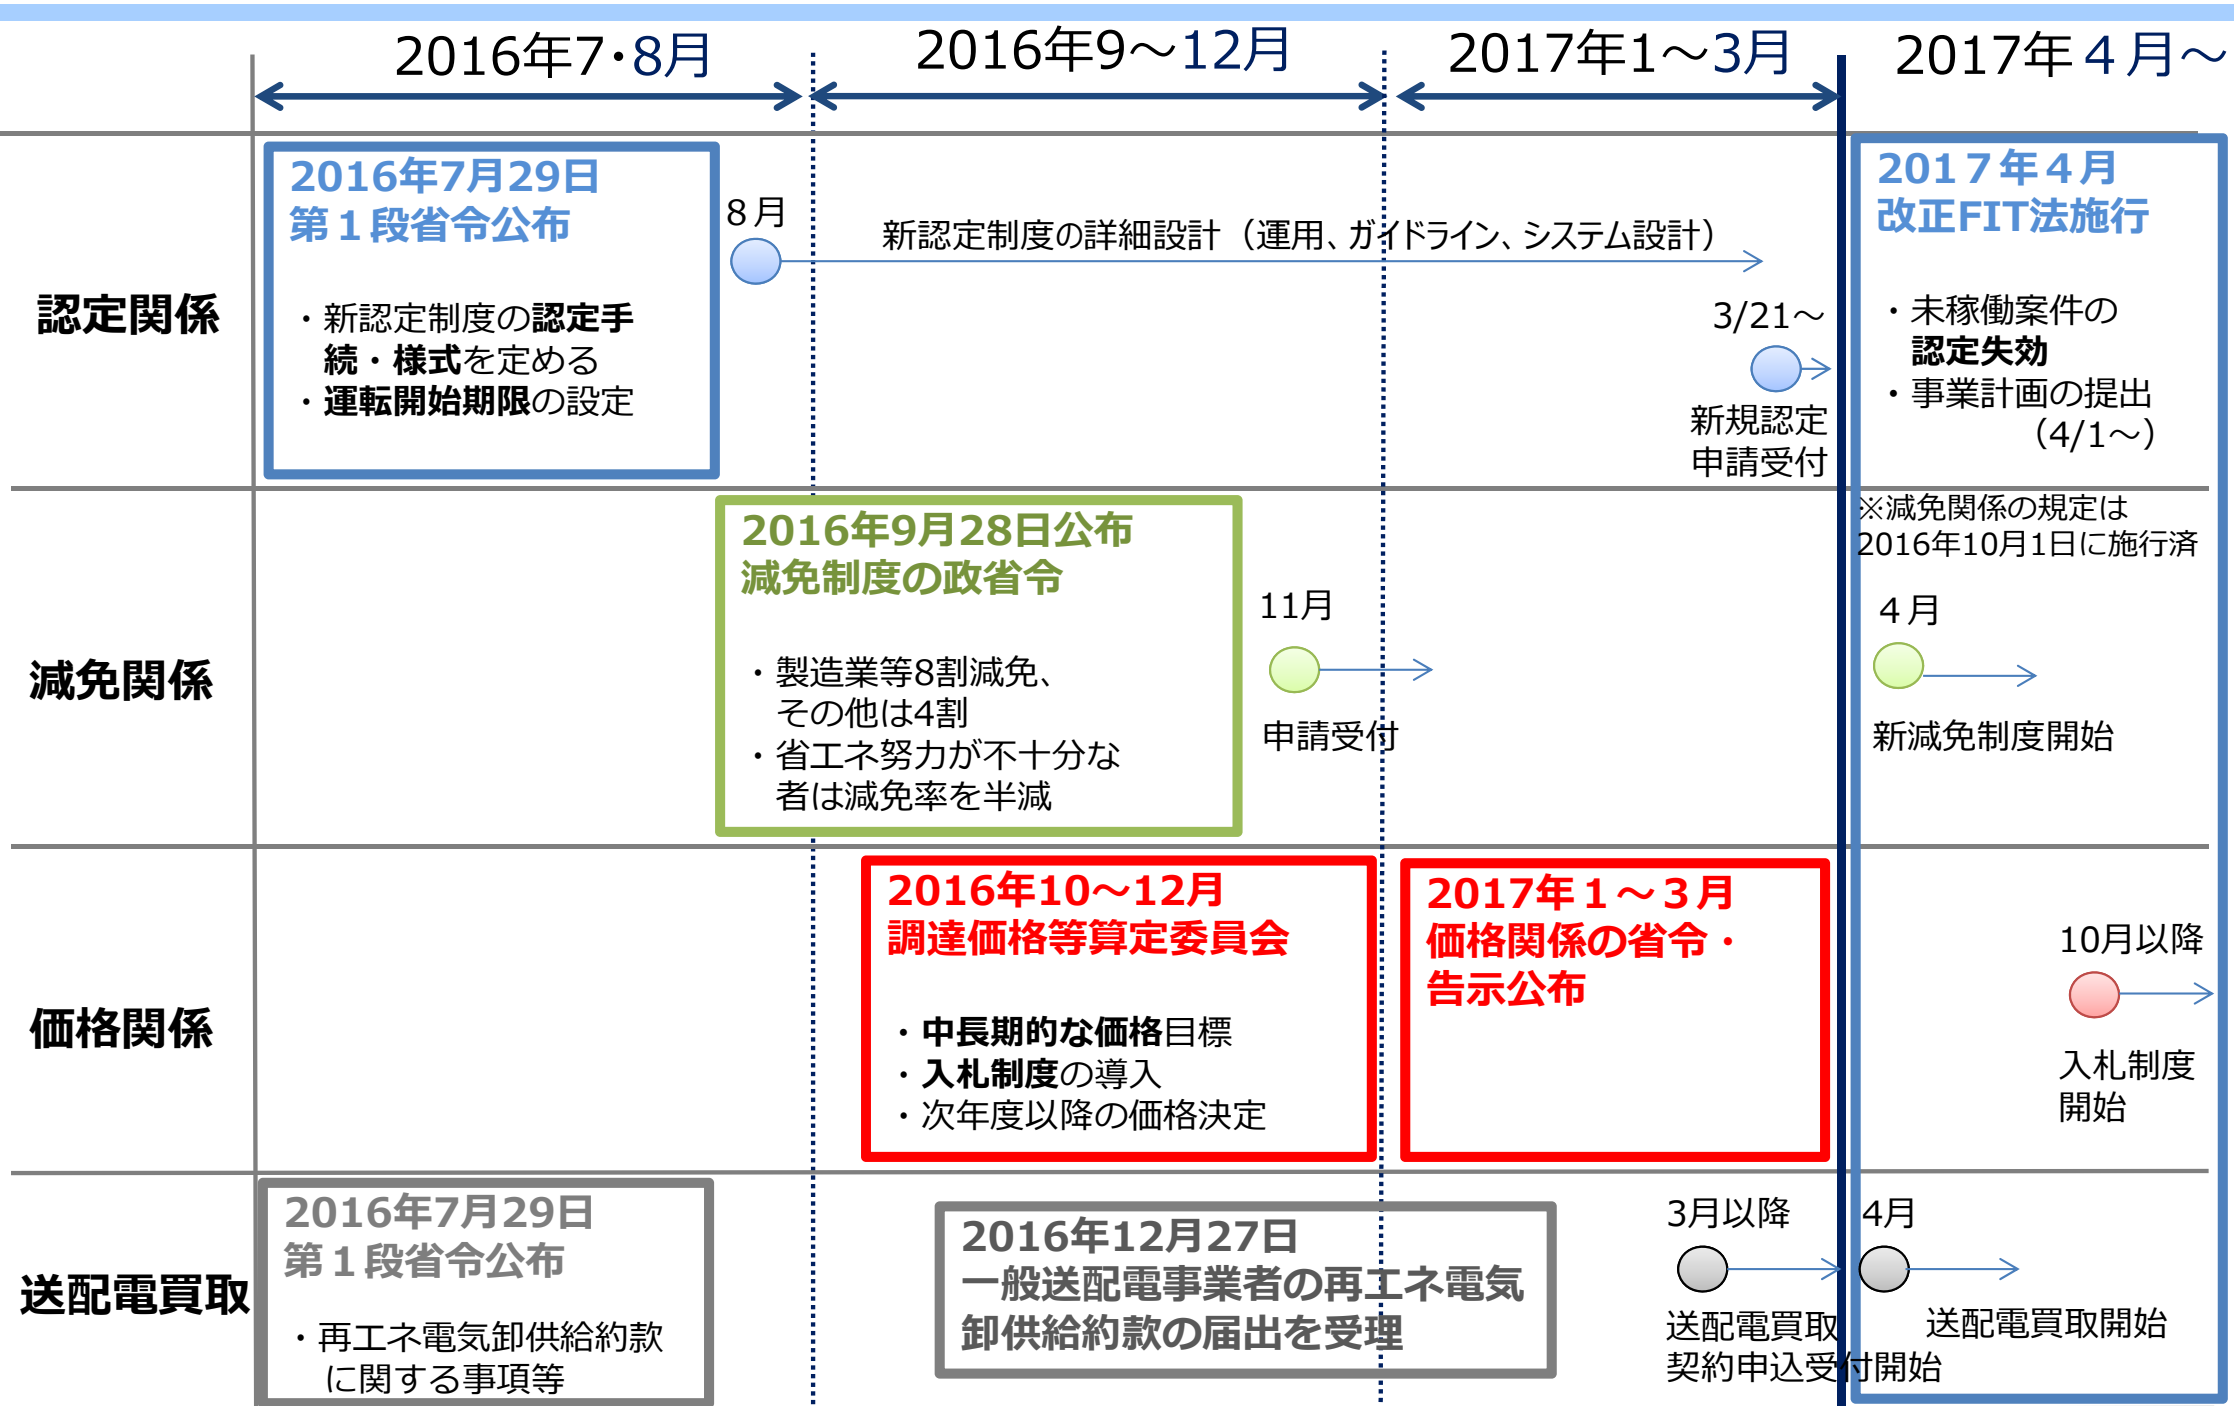 2016年7・8月
2016年9～12月
2017年1～3月
2017年４月～
認定関係
2016年7月29日
第１段省令公布
・新認定制度の認定手
続・様式を定める
・運転開始期限の設定
８月
新認定制度の詳細設計（運用、ガイドライン、システム設計）
3/21～
新規認定
申請受付
2017年４月
改正FIT法施行
・未稼働案件の
認定失効
・事業計画の提出
（4/1～）
減免関係
2016年9月28日公布
減免制度の政省令
・製造業等8割減免、
その他は4割
・省エネ努力が不十分な
者は減免率を半減
11月
申請受付
※減免関係の規定は
2016年10月1日に施行済
４月
新減免制度開始
価格関係
2016年10～12月
調達価格等算定委員会
・中長期的な価格目標
・入札制度の導入
・次年度以降の価格決定
2017年１～３月
価格関係の省令・
告示公布
10月以降
入札制度
開始
送配電買取
2016年7月29日
第１段省令公布
・再エネ電気卸供給約款
に関する事項等
2016年12月27日
一般送配電事業者の再エネ電気
卸供給約款の届出を受理
3月以降
送配電買取
契約申込受付開始
4月
送配電買取開始